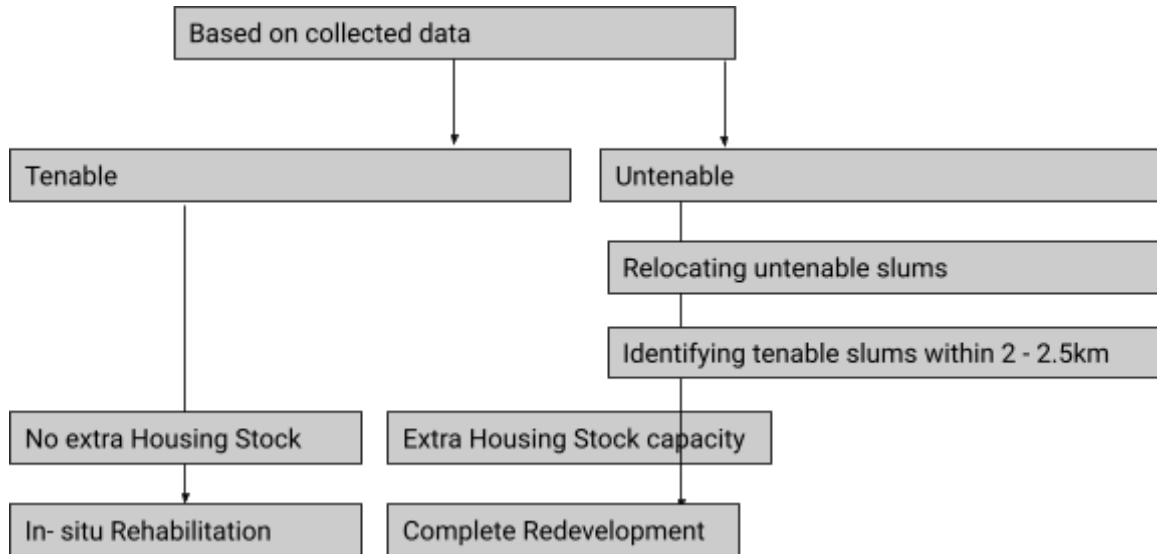 Based on collected data
Tenable
Untenable
Relocating untenable slums
Identifying tenable slums within 2 - 2.5km
No extra Housing Stock
Extra Housing Stock capacity
In- situ Rehabilitation
Complete Redevelopment